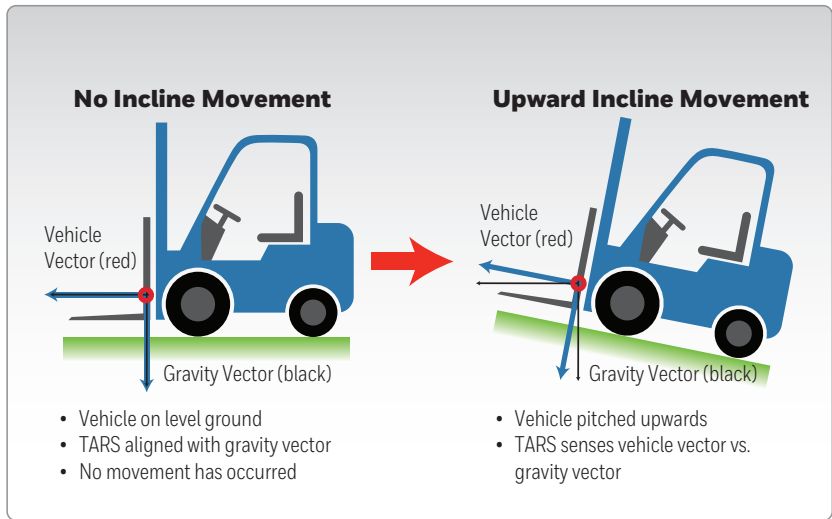 No Incline Movement
Vehicle
Vector (red)
Gravity Vector (black)
• Vehicle on level ground
• TARS aligned with gravity vector
• No movement has occurred
Upward Incline Movement
Vehicle
Vector (red)
Gravity Vector (black)
• Vehicle pitched upwards
• TARS senses vehicle vector vs.
gravity vector